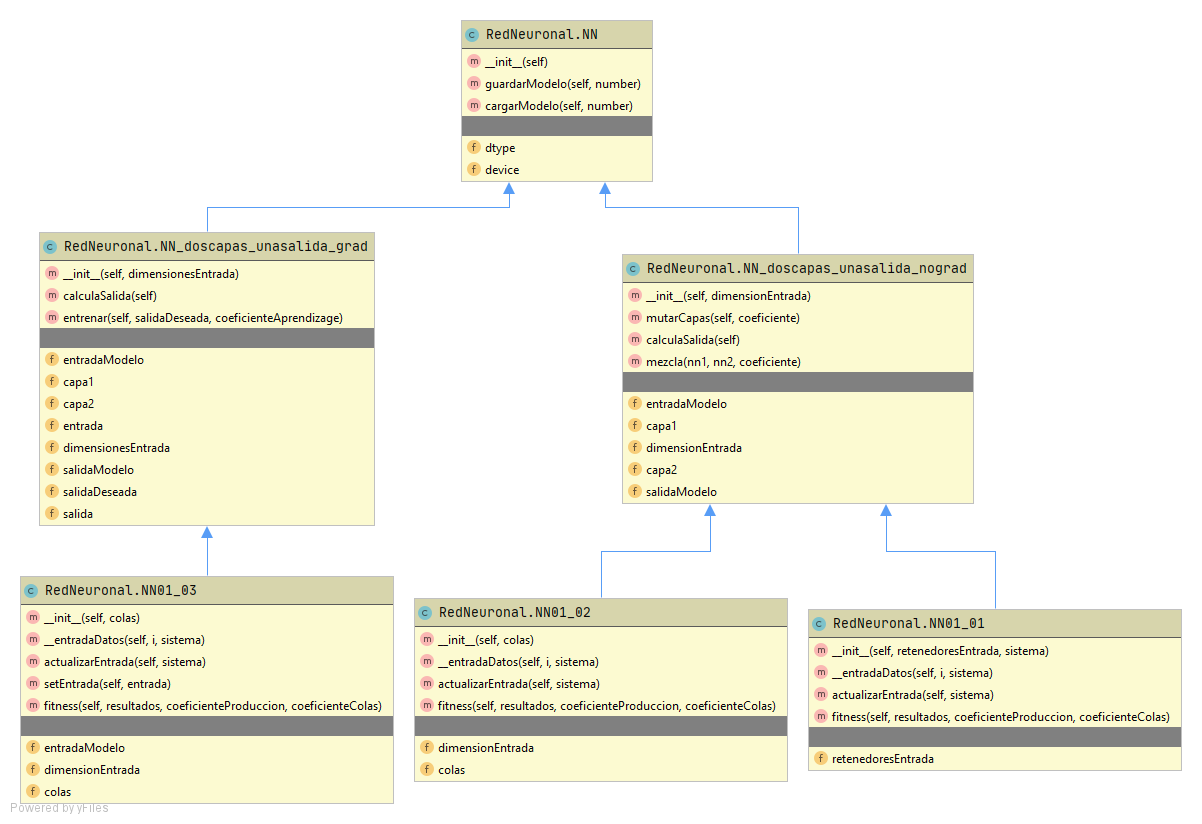 c RedNeuronal.NN
m __init__(self)
m guardarModelo(self, number)
m cargarModelo(self, number)
f dtype
f device
c RedNeuronal.NN_doscapas_unasalida_grad
m __init__(self, dimensionesEntrada)
m calculaSalida(self)
m entrenar(self, salidaDeseada, coeficienteAprendizage)
f entradaModelo
f capa1
f capa2
f entrada
f dimensionesEntrada
f salidaModelo
f salidaDeseada
f salida
c RedNeuronal.NN_doscapas_unasalida_nograd
m __init__(self, dimensionEntrada)
m mutarCapas(self, coeficiente)
m calculaSalida(self)
m mezcla(nn1, nn2, coeficiente)
f entradaModelo
f capa1
f dimensionEntrada
f capa2
f salidaModelo
c RedNeuronal.NN01_03
m __init__(self, colas)
m __entradaDatos(self, i, sistema)
m actualizarEntrada(self, sistema)
m setEntrada(self, entrada)
m fitness(self, resultados, coeficienteProduccion, coeficienteColas)
f entradaModelo
f dimensionEntrada
f colas
c RedNeuronal.NN01_02
m __init__(self, colas)
m __entradaDatos(self, i, sistema)
m actualizarEntrada(self, sistema)
m fitness(self, resultados, coeficienteProduccion, coeficienteColas)
f dimensionEntrada
f colas
c RedNeuronal.NN01_01
m __init__(self, retenedoresEntrada, sistema)
m __entradaDatos(self, i, sistema)
m actualizarEntrada(self, sistema)
m fitness(self, resultados, coeficienteProduccion, coeficienteColas)
f retenedoresEntrada
Powered by yFiles